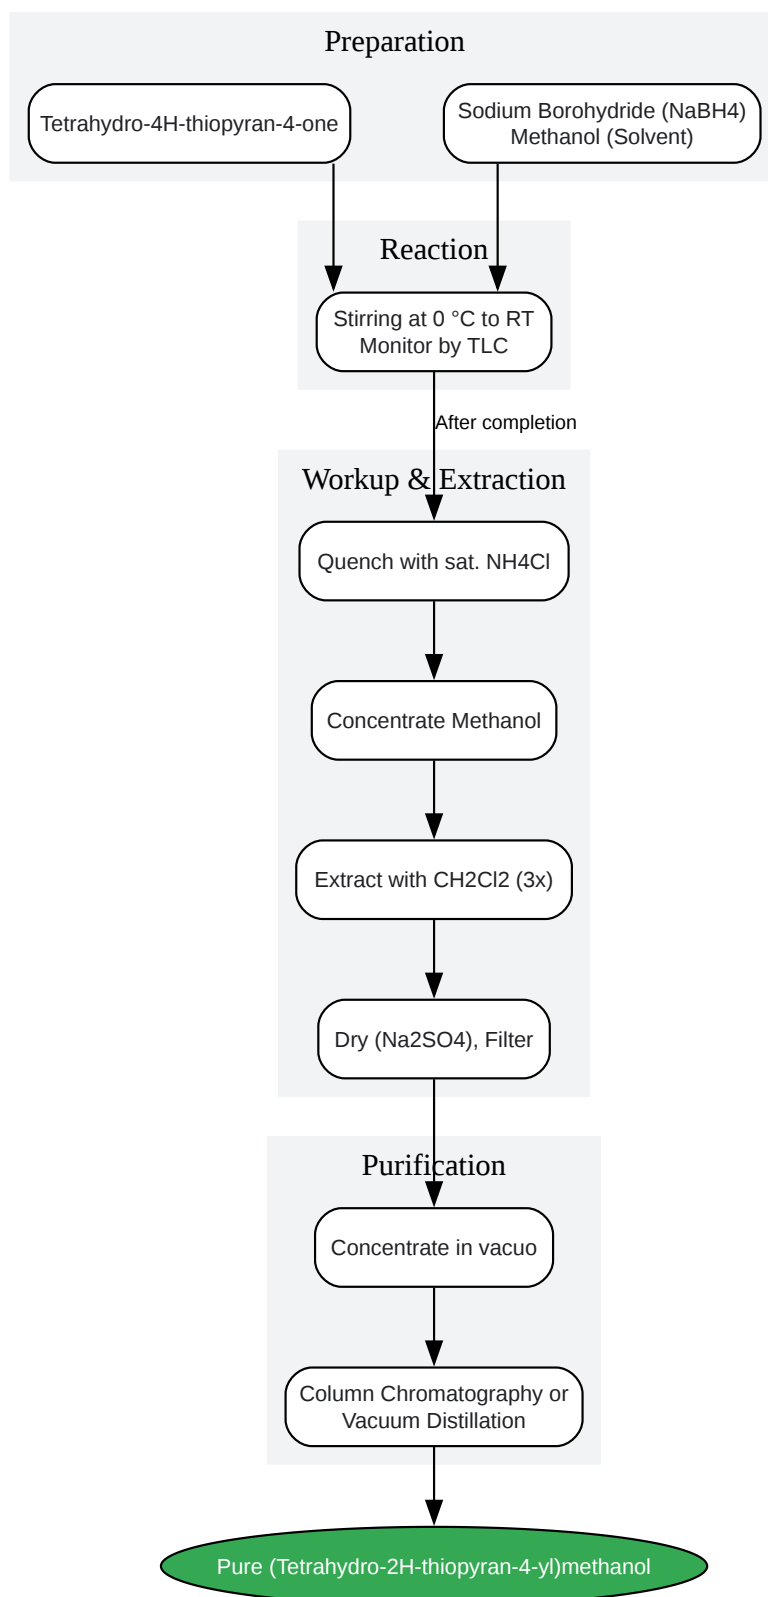 Preparation
Tetrahydro-4H-thiopyran-4-one
Sodium Borohydride (NaBH4)
Methanol (Solvent)
Reaction
Stirring at 0 °C to RT
Monitor by TLC
After completion
Workup & Extraction
Quench with sat. NH4Cl
Concentrate Methanol
Extract with CH2Cl2 (3x)
Dry (Na2SO4), Filter
Purification
Concentrate in vacuo
Column Chromatography or
Vacuum Distillation
Pure (Tetrahydro-2H-thiopyran-4-yl)methanol